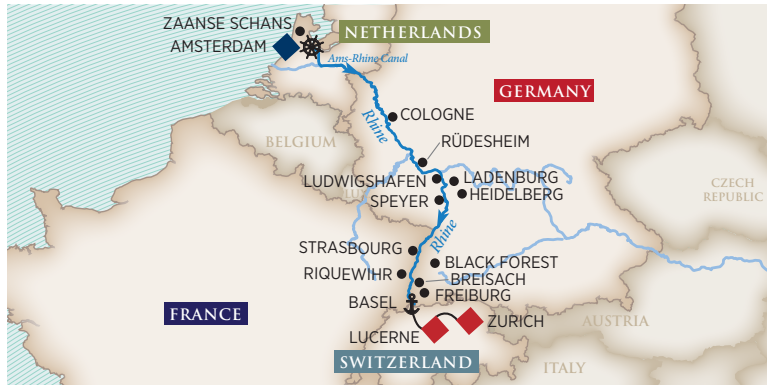 ZAANSE SCHANS
NETHERLANDS
AMSTERDAM
Ams-Rhine Canal
GERMANY
COLOGNE
Rhine
BELGIUM
RÜDESHEIM
LUDWIGSHAFEN
LADENBURG
CZECH
REPUBLIC
HEIDELBERG
SPEYER
Rhine
STRASBOURG
BLACK FOREST
RIQUEWIHR
BREISACH
FREIBURG
BASEL
FRANCE
ZURICH
AUSTRIA
LUCERNE
SWITZERLAND
ITALY